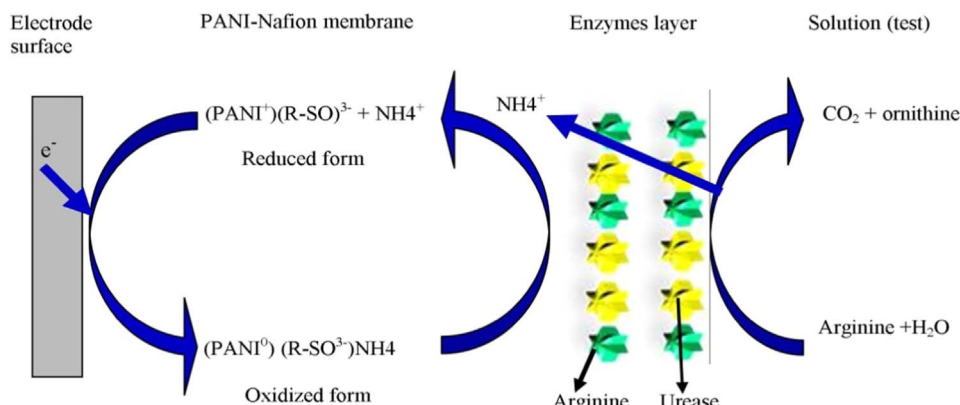 Electrode
surface
PANI-Nafion membrane
Enzymes layer
Solution (test)
(PANI⁺)(R-SO)³⁻ + NH4⁺
Reduced form
NH4⁺
CO₂ + ornithine
e⁻
(PANI⁰) (R-SO³⁻)NH4
Oxidized form
Arginine +H₂O
Arginine
Urease